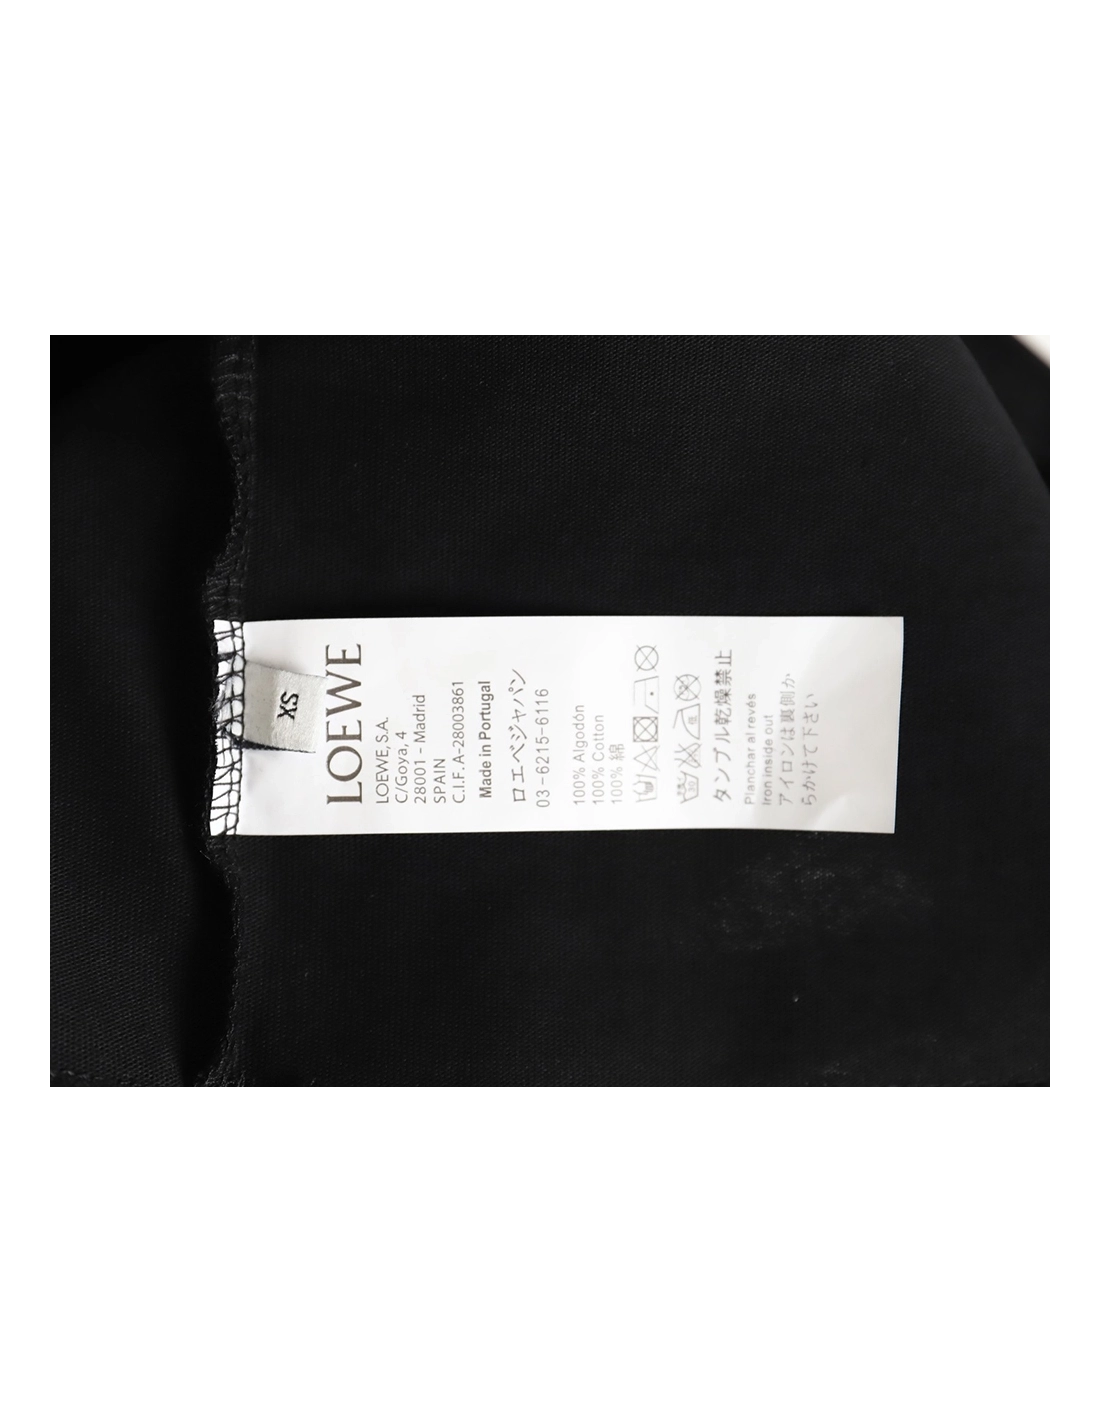 XS
LOEWE
LOEWE, S.A.
C/Goya, 4
28001 - Madrid
SPAIN
C.I.F. A-28003861
Made in Portugal
ロエベジャパン
03-6215-6116
100% Algodón
100% Cotton
100% 綿
タンブル乾燥禁止
Planchar al revés
Iron inside out
アイロンは裏側か
らかけて下さい